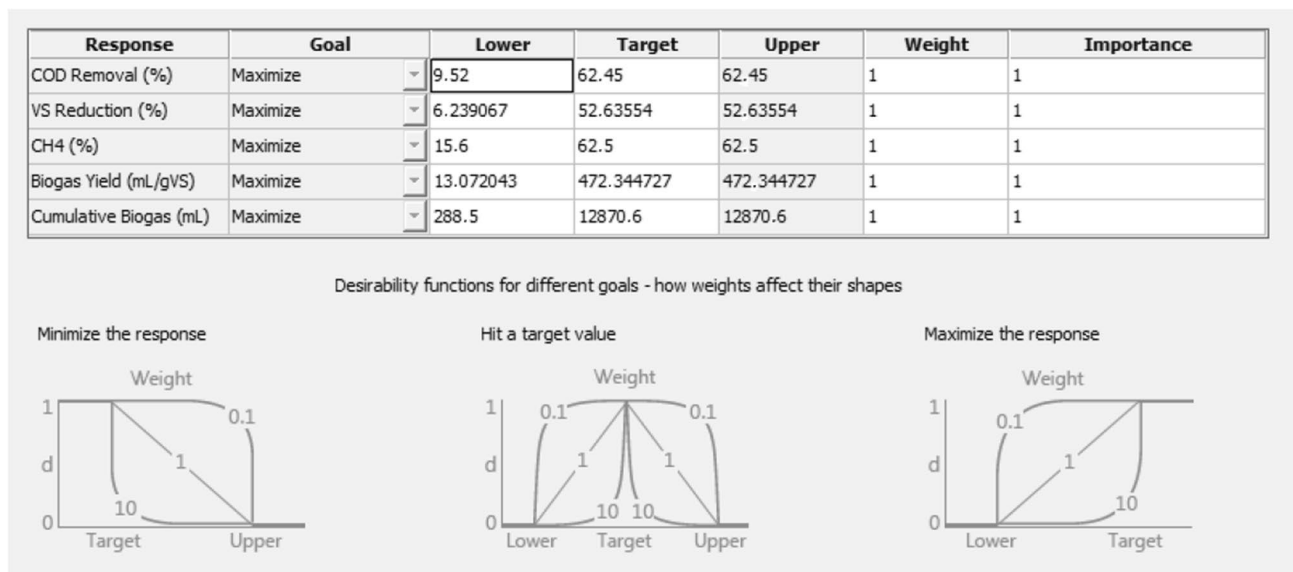 Response Goal Lower Target Upper Weight Importance
COD Removal (%) Maximize 9.52 62.45 62.45 1 1
VS Reduction (%) Maximize 6.239067 52.63554 52.63554 1 1
CH4 (%) Maximize 15.6 62.5 62.5 1 1
Biogas Yield (mL/gVS) Maximize 13.072043 472.344727 472.344727 1 1
Cumulative Biogas (mL) Maximize 288.5 12870.6 12870.6 1 1
Desirability functions for different goals - how weights affect their shapes
Minimize the response Hit a target value Maximize the response
Weight Weight Weight
1 0.1 1 0.1 0.1 1 0.1
d 1 d 1 1 d 1
0 10 0 10 10 0 10
Target Upper Lower Target Upper Lower Target